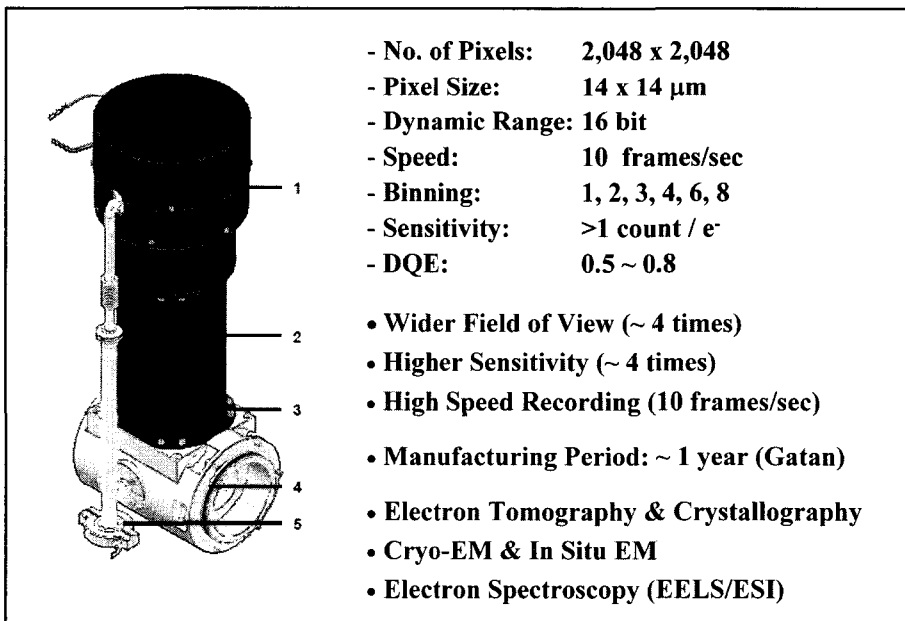 - No. of Pixels: 2,048 x 2,048
- Pixel Size: 14 x 14 μm
- Dynamic Range: 16 bit
- Speed: 10 frames/sec
- Binning: 1, 2, 3, 4, 6, 8
- Sensitivity: >1 count / e-
- DQE: 0.5 ~ 0.8
• Wider Field of View (~ 4 times)
• Higher Sensitivity (~ 4 times)
• High Speed Recording (10 frames/sec)
• Manufacturing Period: ~ 1 year (Gatan)
• Electron Tomography & Crystallography
• Cryo-EM & In Situ EM
• Electron Spectroscopy (EELS/ESI)
1
2
3
4
5